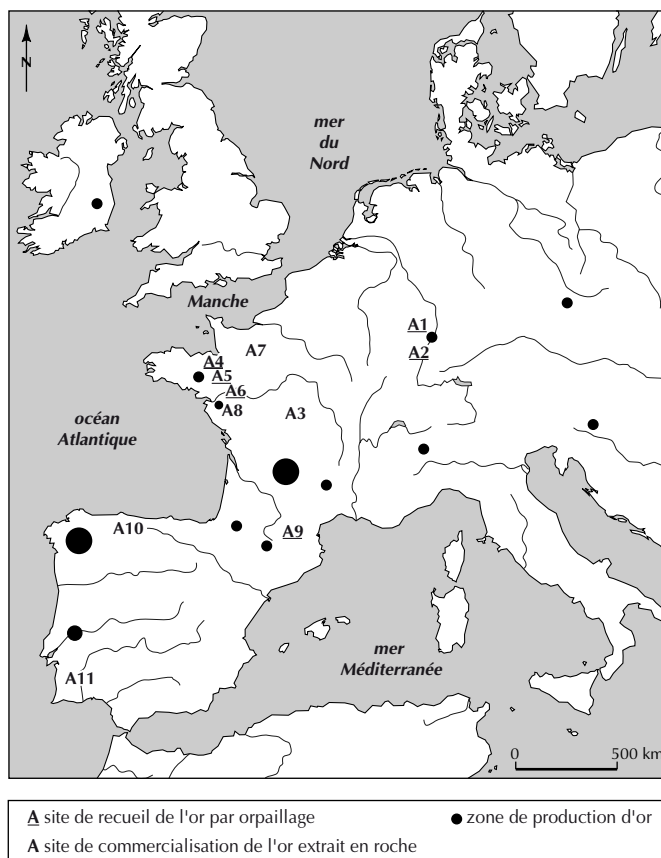 N
mer
du
Nord
Manche
A1
A7
A2
A4
A5
A6
A3
A8
océan
Atlantique
A9
A10
mer
Méditerranée
A11
0 500 km
A site de recueil de l'or par orpaillage
zone de production d'or
A site de commercialisation de l'or extrait en roche